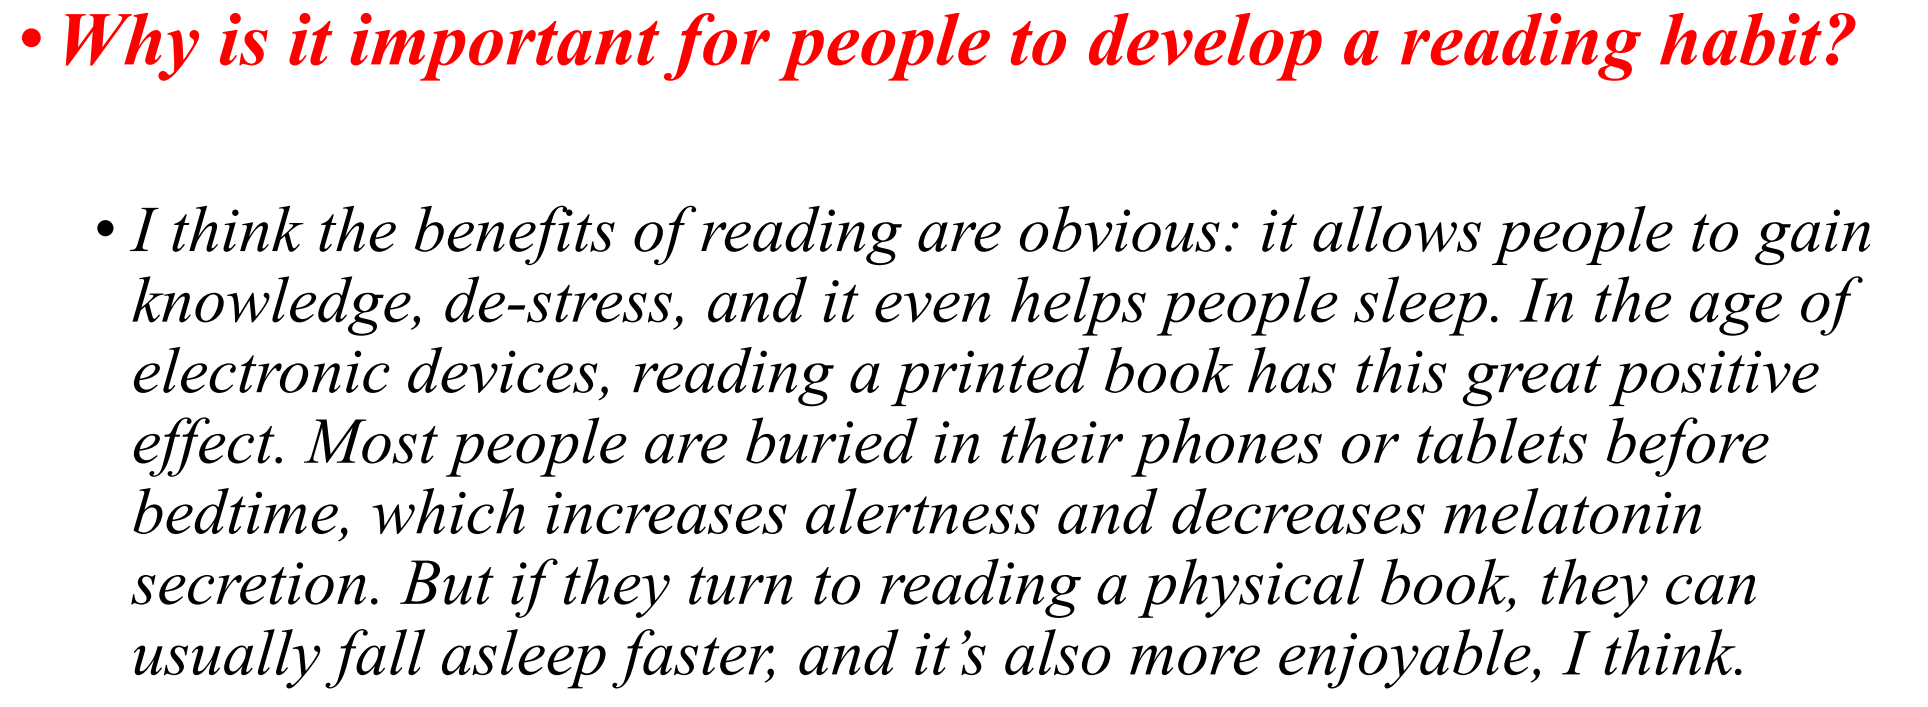 • Why is it important for people to develop a reading habit?
• I think the benefits of reading are obvious: it allows people to gain
knowledge, de-stress, and it even helps people sleep. In the age of
electronic devices, reading a printed book has this great positive
effect. Most people are buried in their phones or tablets before
bedtime, which increases alertness and decreases melatonin
secretion. But if they turn to reading a physical book, they can
usually fall asleep faster, and it’s also more enjoyable, I think.